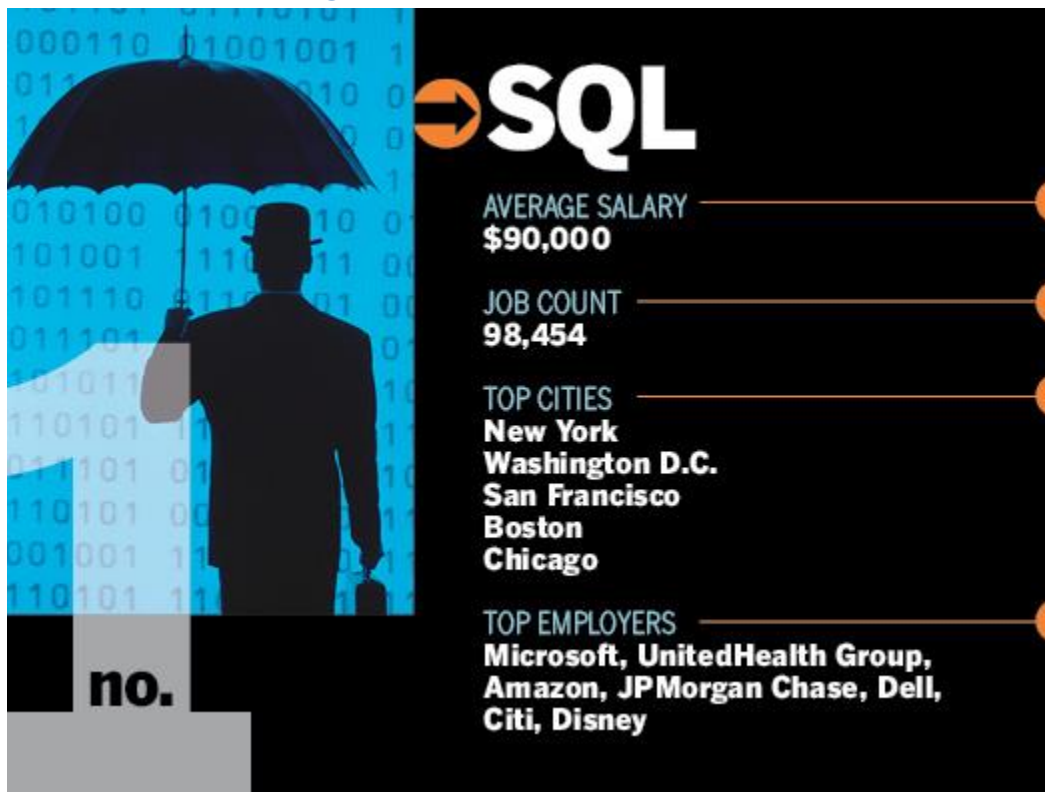 SQL
AVERAGE SALARY
$90,000
JOB COUNT
98,454
TOP CITIES
New York
Washington D.C.
San Francisco
Boston
Chicago
TOP EMPLOYERS
Microsoft, UnitedHealth Group,
Amazon, JPMorgan Chase, Dell,
Citi, Disney
no.
1